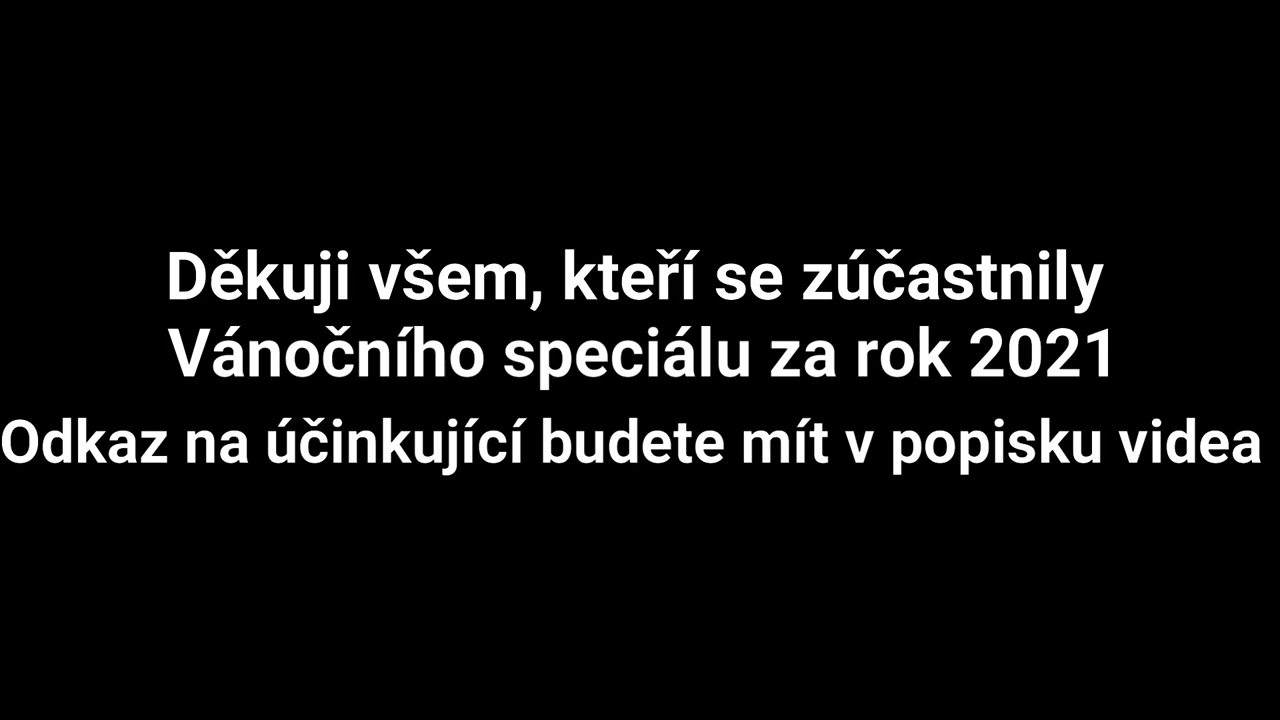 Děkuji všem, kteří se zúčastnily
Vánočního speciálu za rok 2021
Odkaz na účinkující budete mít v popisku videa